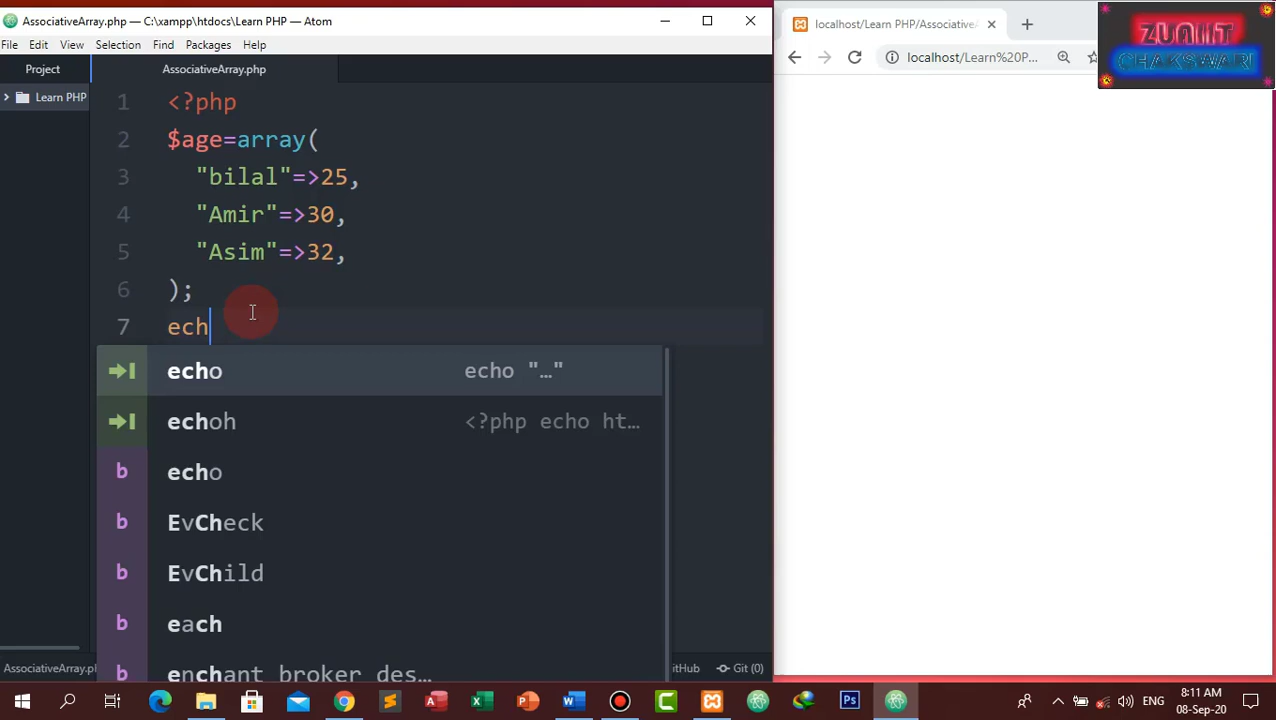 AssociativeArray.php — C:\xampp\htdocs\Learn PHP — Atom
File Edit View Selection Find Packages Help
Project
AssociativeArray.php
Learn PHP
1 <?php
2 $age=array(
3 "bilal"=>25,
4 "Amir"=>30,
5 "Asim"=>32,
6 );
7 ech
echo echo "…"
echoh <?php echo ht…
b echo
b EvCheck
b EvChild
b each
b enchant broker des…
AssociativeArray.ph
itHub Git (0)
localhost/Learn PHP/Associative
localhost/Learn%20P...
ZUAIIT
CHAKSWARI
ENG
8:11 AM
08-Sep-20